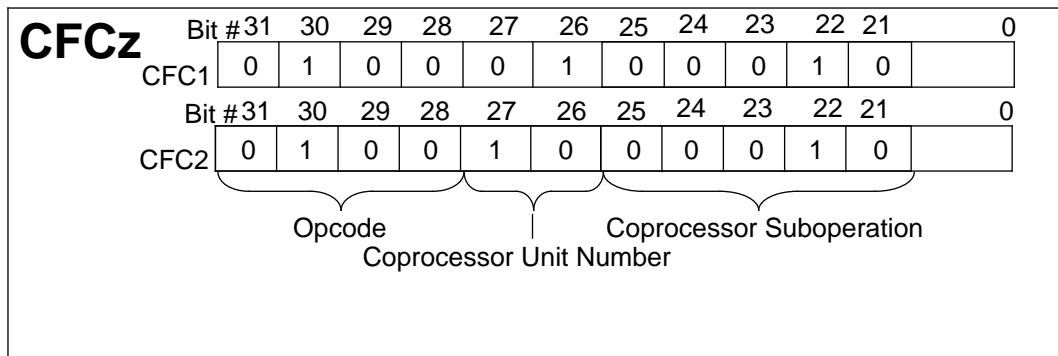 CFCz
Bit # 31 30 29 28 27 26 25 24 23 22 21 0
CFC1 0 1 0 0 0 1 0 0 0 1 0
Bit # 31 30 29 28 27 26 25 24 23 22 21 0
CFC2 0 1 0 0 1 0 0 0 0 1 0
Opcode Coprocessor Suboperation
Coprocessor Unit Number